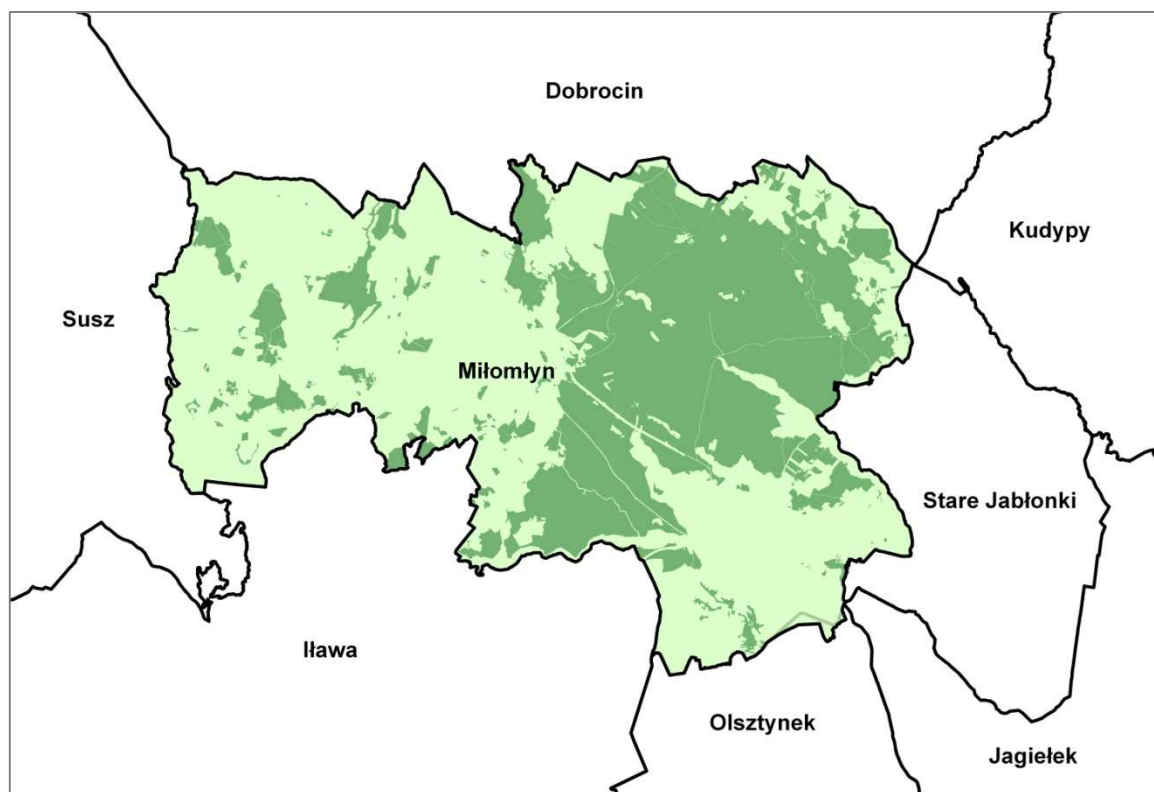 Dobrocin
Kudypy
Susz
Miłomłyn
Stare Jabłonki
Iława
Olsztynek
Jagiełek